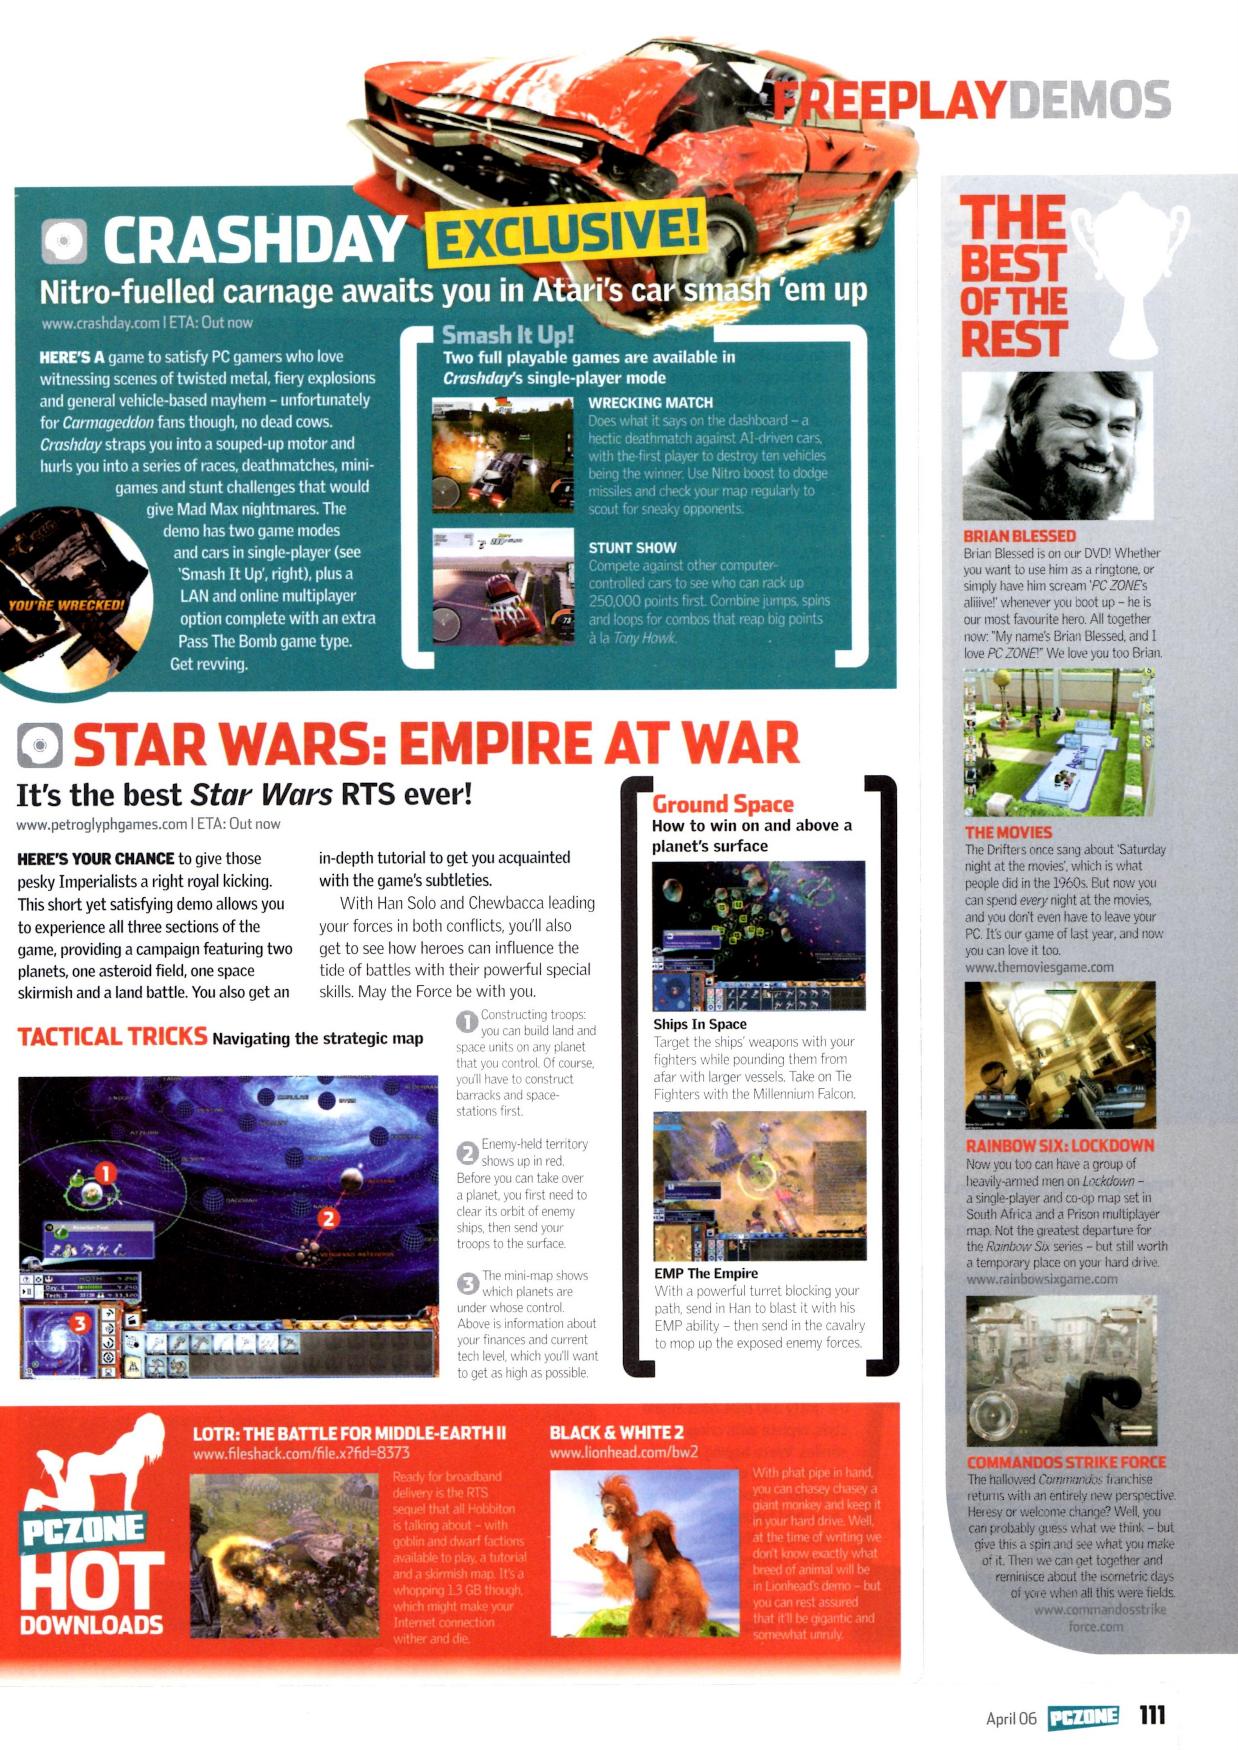 FREEPLAYDEMOS
CRASHDAY EXCLUSIVE!
Nitro-fuelled carnage awaits you in Atari's car smash 'em up
www.crashday.com | ETA: Out now
HERE'S A game to satisfy PC gamers who love
witnessing scenes of twisted metal, fiery explosions
and general vehicle-based mayhem – unfortunately
for Carmageddon fans though, no dead cows.
Crashday straps you into a souped-up motor and
hurls you into a series of races, deathmatches, mini-
games and stunt challenges that would
give Mad Max nightmares. The
demo has two game modes
and cars in single-player (see
'Smash It Up', right), plus a
LAN and online multiplayer
option complete with an extra
Pass The Bomb game type.
Get revving.
YOU'RE WRECKED!
Smash It Up!
Two full playable games are available in
Crashday's single-player mode
WRECKING MATCH
Does what it says on the dashboard – a
hectic deathmatch against AI-driven cars,
with the first player to destroy ten vehicles
being the winner. Use Nitro boost to dodge
missiles and check your map regularly to
scout for sneaky opponents.
STUNT SHOW
Compete against other computer-
controlled cars to see who can rack up
250,000 points first. Combine jumps, spins
and loops for combos that reap big points
à la Tony Hawk.
STAR WARS: EMPIRE AT WAR
It's the best Star Wars RTS ever!
www.petroglyphgames.com | ETA: Out now
HERE'S YOUR CHANCE to give those
pesky Imperialists a right royal kicking.
This short yet satisfying demo allows you
to experience all three sections of the
game, providing a campaign featuring two
planets, one asteroid field, one space
skirmish and a land battle. You also get an
in-depth tutorial to get you acquainted
with the game's subtleties.
With Han Solo and Chewbacca leading
your forces in both conflicts, you'll also
get to see how heroes can influence the
tide of battles with their powerful special
skills. May the Force be with you.
TACTICAL TRICKS Navigating the strategic map
1
2
3
HOTH
1 Constructing troops:
you can build land and
space units on any planet
that you control. Of course,
you'll have to construct
barracks and space-
stations first.
2 Enemy-held territory
shows up in red.
Before you can take over
a planet, you first need to
clear its orbit of enemy
ships, then send your
troops to the surface.
3 The mini-map shows
which planets are
under whose control.
Above is information about
your finances and current
tech level, which you'll want
to get as high as possible.
Ground Space
How to win on and above a
planet's surface
Ships In Space
Target the ships' weapons with your
fighters while pounding them from
afar with larger vessels. Take on Tie
Fighters with the Millennium Falcon.
EMP The Empire
With a powerful turret blocking your
path, send in Han to blast it with his
EMP ability – then send in the cavalry
to mop up the exposed enemy forces.
PCZONE
HOT
DOWNLOADS
LOTR: THE BATTLE FOR MIDDLE-EARTH II
www.fileshack.com/file.x?fid=8373
Ready for broadband
delivery is the RTS
sequel that all Hobbiton
is talking about – with
goblin and dwarf factions
available to play, a tutorial
and a skirmish map. It's a
whopping 1.3 GB though,
which might make your
Internet connection
wither and die.
BLACK & WHITE 2
www.lionhead.com/bw2
With phat pipe in hand,
you can chasey chasey a
giant monkey and keep it
in your hard drive. Well,
at the time of writing we
don't know exactly what
breed of animal will be
in Lionhead's demo – but
you can rest assured
that it'll be gigantic and
somewhat unruly.
THE
BEST
OF THE
REST
BRIAN BLESSED
Brian Blessed is on our DVD! Whether
you want to use him as a ringtone, or
simply have him scream 'PC ZONE's
aliiive!' whenever you boot up – he is
our most favourite hero. All together
now: "My name's Brian Blessed, and I
love PC ZONE!" We love you too Brian.
THE MOVIES
The Drifters once sang about 'Saturday
night at the movies', which is what
people did in the 1960s. But now you
can spend every night at the movies,
and you don't even have to leave your
PC. It's our game of last year, and now
you can love it too.
www.themoviesgame.com
RAINBOW SIX: LOCKDOWN
Now you too can have a group of
heavily-armed men on Lockdown –
a single-player and co-op map set in
South Africa and a Prison multiplayer
map. Not the greatest departure for
the Rainbow Six series – but still worth
a temporary place on your hard drive.
www.rainbowsixgame.com
COMMANDOS STRIKE FORCE
The hallowed Commandos franchise
returns with an entirely new perspective.
Heresy or welcome change? Well, you
can probably guess what we think – but
give this a spin and see what you make
of it. Then we can get together and
reminisce about the isometric days
of yore when all this were fields.
www.commandosstrike
force.com
April 06 PCZONE 111